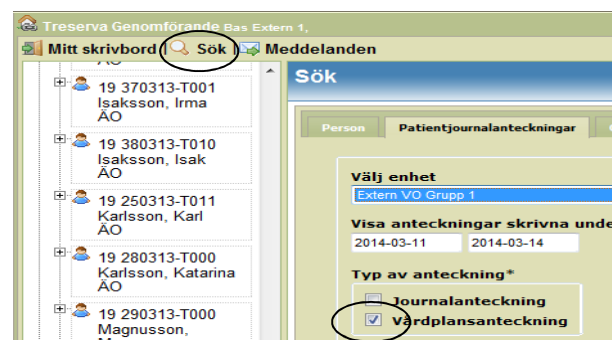 Treserva Genomförande Bas Extern 1,
Mitt skrivbord Sök Meddelanden
ÄO
19 370313-T001
Isaksson, Irma
ÄO
19 380313-T010
Isaksson, Isak
ÄO
19 250313-T011
Karlsson, Karl
ÄO
19 280313-T000
Karlsson, Katarina
ÄO
19 290313-T000
Magnusson,
Sök
Person Patientjournalanteckningar
Välj enhet
Extern VO Grupp 1
Visa anteckningar skrivna unde
2014-03-11 2014-03-14
Typ av anteckning*
Journalanteckning
Vårdplansanteckning